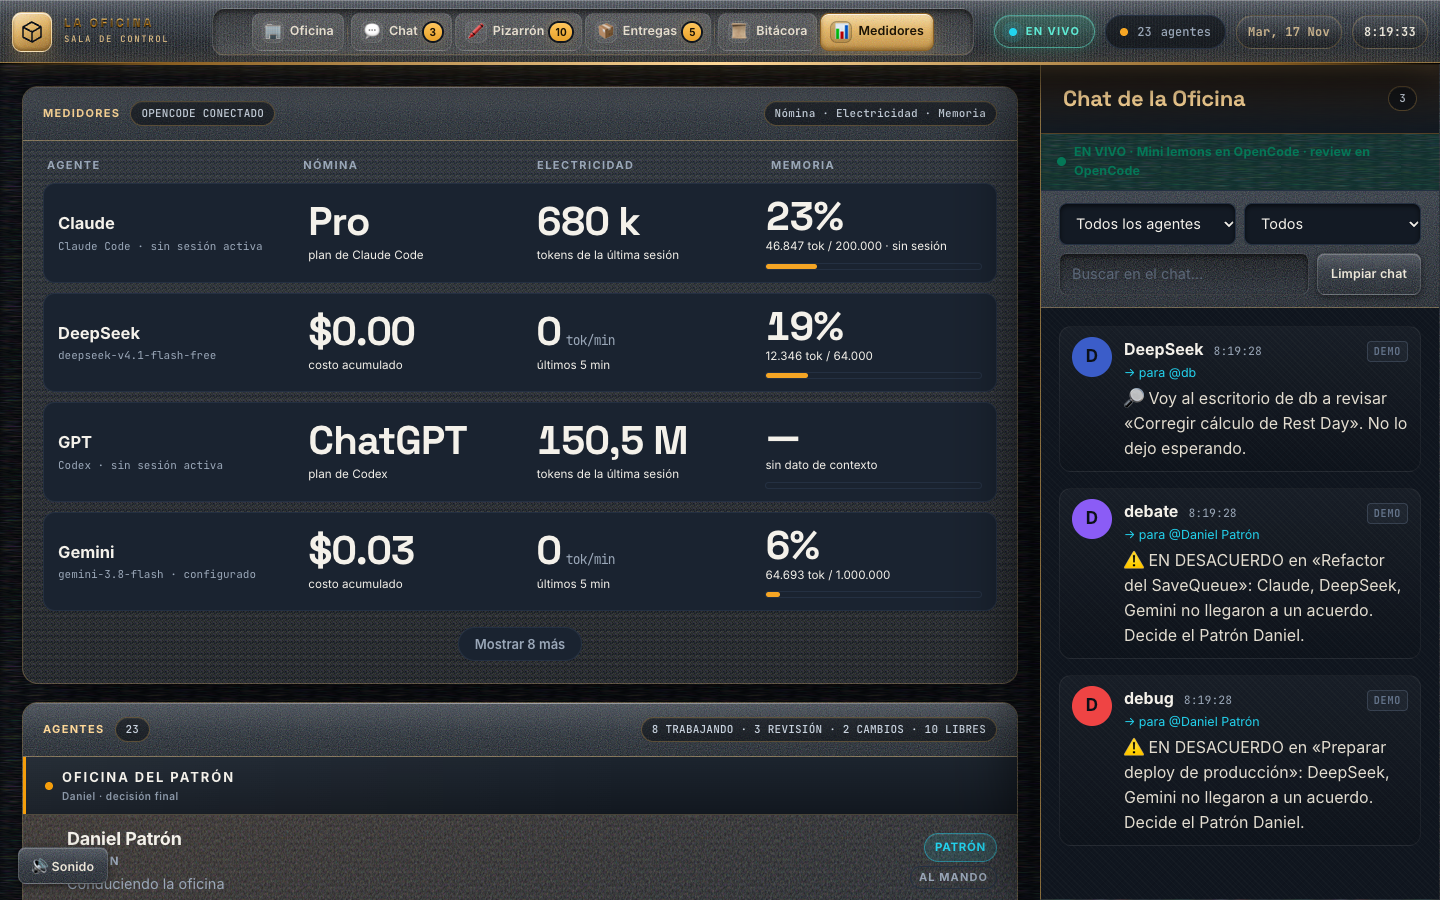 LA OFICINA
SALA DE CONTROL
Oficina
Chat 3
Pizarrón 10
Entregas 5
Bitácora
Medidores
EN VIVO
23 agentes
Mar, 17 Nov
8:19:33
MEDIDORES OPENCODE CONECTADO
Nómina · Electricidad · Memoria
AGENTE NÓMINA ELECTRICIDAD MEMORIA
Claude
Claude Code · sin sesión activa
Pro
plan de Claude Code
680 k
tokens de la última sesión
23%
46.847 tok / 200.000 · sin sesión
DeepSeek
deepseek-v4.1-flash-free
$0.00
costo acumulado
0 tok/min
últimos 5 min
19%
12.346 tok / 64.000
GPT
Codex · sin sesión activa
ChatGPT
plan de Codex
150,5 M
tokens de la última sesión
—
sin dato de contexto
Gemini
gemini-3.8-flash · configurado
$0.03
costo acumulado
0 tok/min
últimos 5 min
6%
64.693 tok / 1.000.000
Mostrar 8 más
AGENTES 23
8 TRABAJANDO · 3 REVISIÓN · 2 CAMBIOS · 10 LIBRES
OFICINA DEL PATRÓN
Daniel · decisión final
Daniel Patrón
N
Conduciendo la oficina
PATRÓN
AL MANDO
Sonido
Chat de la Oficina
3
EN VIVO · Mini lemons en OpenCode · review en
OpenCode
Todos los agentes
Todos
Buscar en el chat...
Limpiar chat
D
DeepSeek 8:19:28 DEMO
→ para @db
Voy al escritorio de db a revisar
«Corregir cálculo de Rest Day». No lo
dejo esperando.
D
debate 8:19:28 DEMO
→ para @Daniel Patrón
⚠️ EN DESACUERDO en «Refactor
del SaveQueue»: Claude, DeepSeek,
Gemini no llegaron a un acuerdo.
Decide el Patrón Daniel.
D
debug 8:19:28 DEMO
→ para @Daniel Patrón
⚠️ EN DESACUERDO en «Preparar
deploy de producción»: DeepSeek,
Gemini no llegaron a un acuerdo.
Decide el Patrón Daniel.